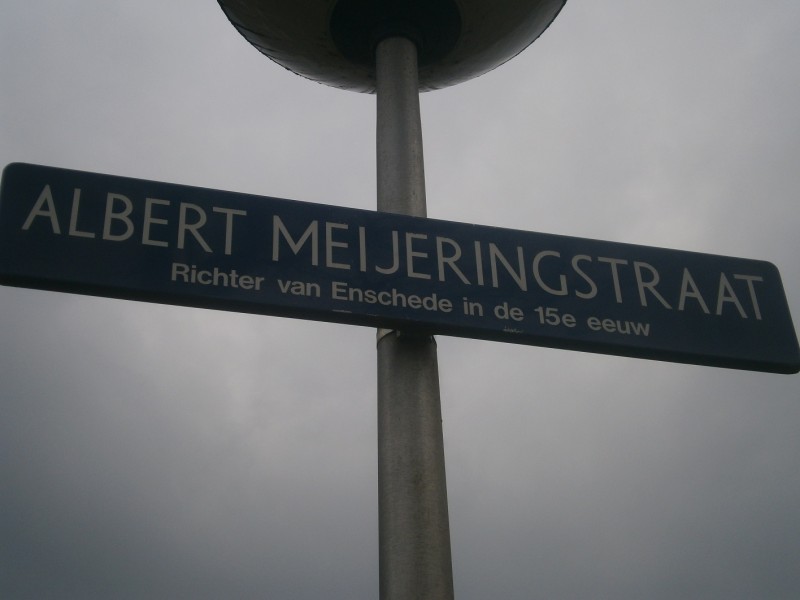 ALBERT MEIJERINGSTRAAT
Richter van Enschede in de 15e eeuw